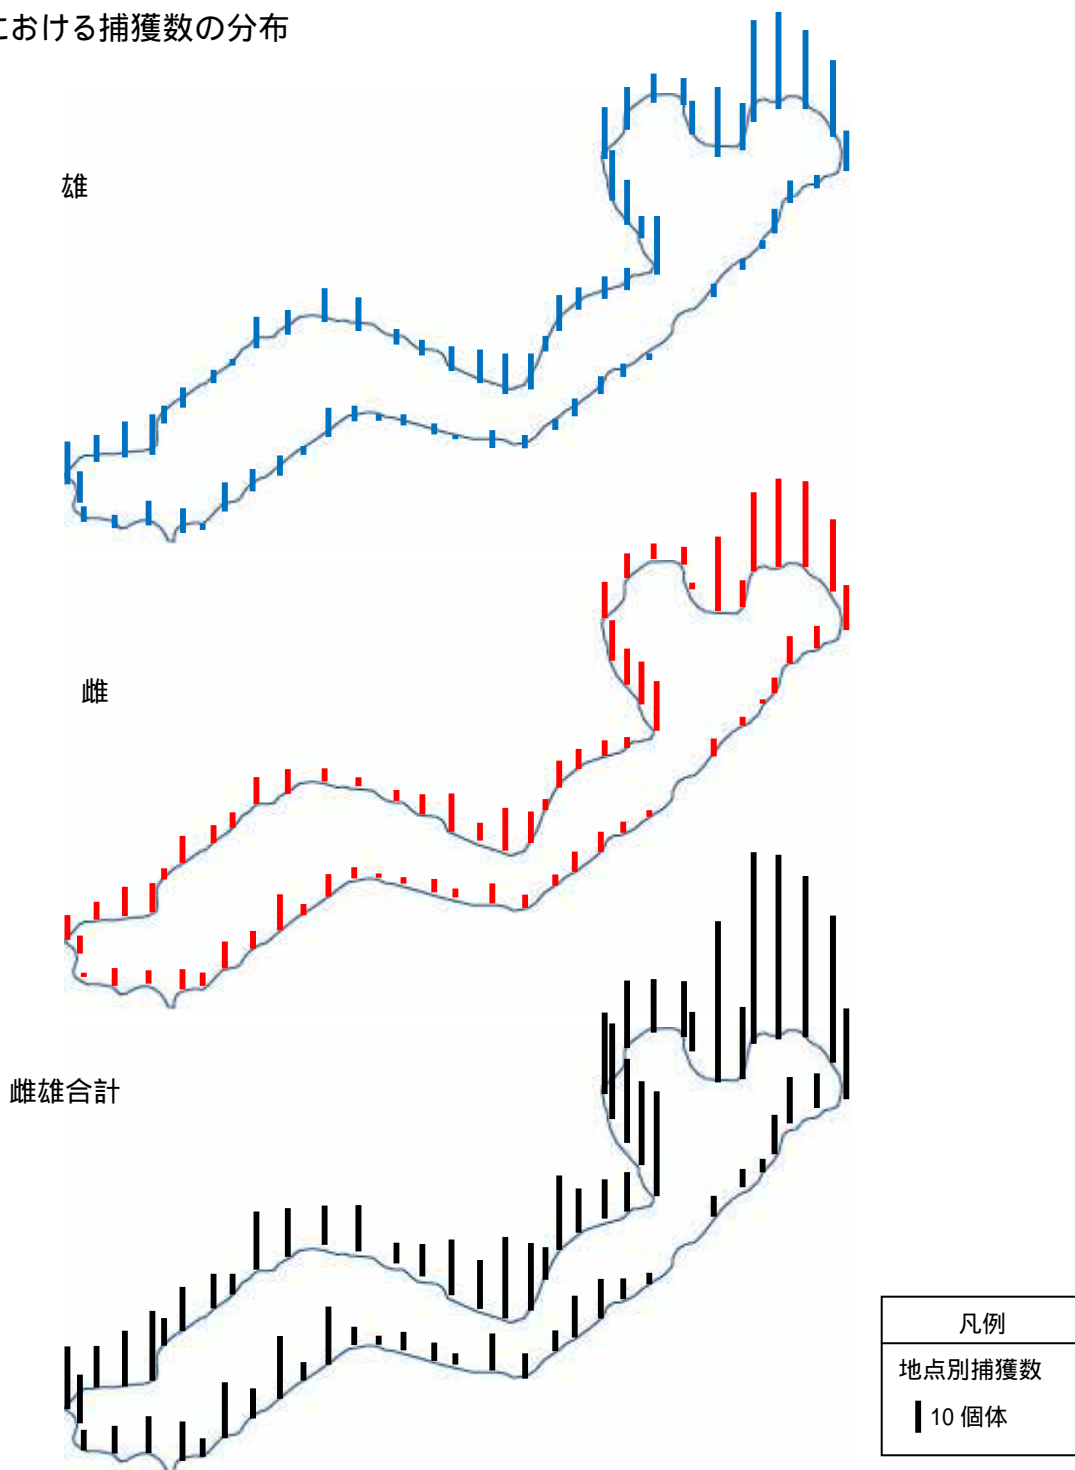 における捕獲数の分布
雄
雌
雌雄合計
凡例
地点別捕獲数
10 個体